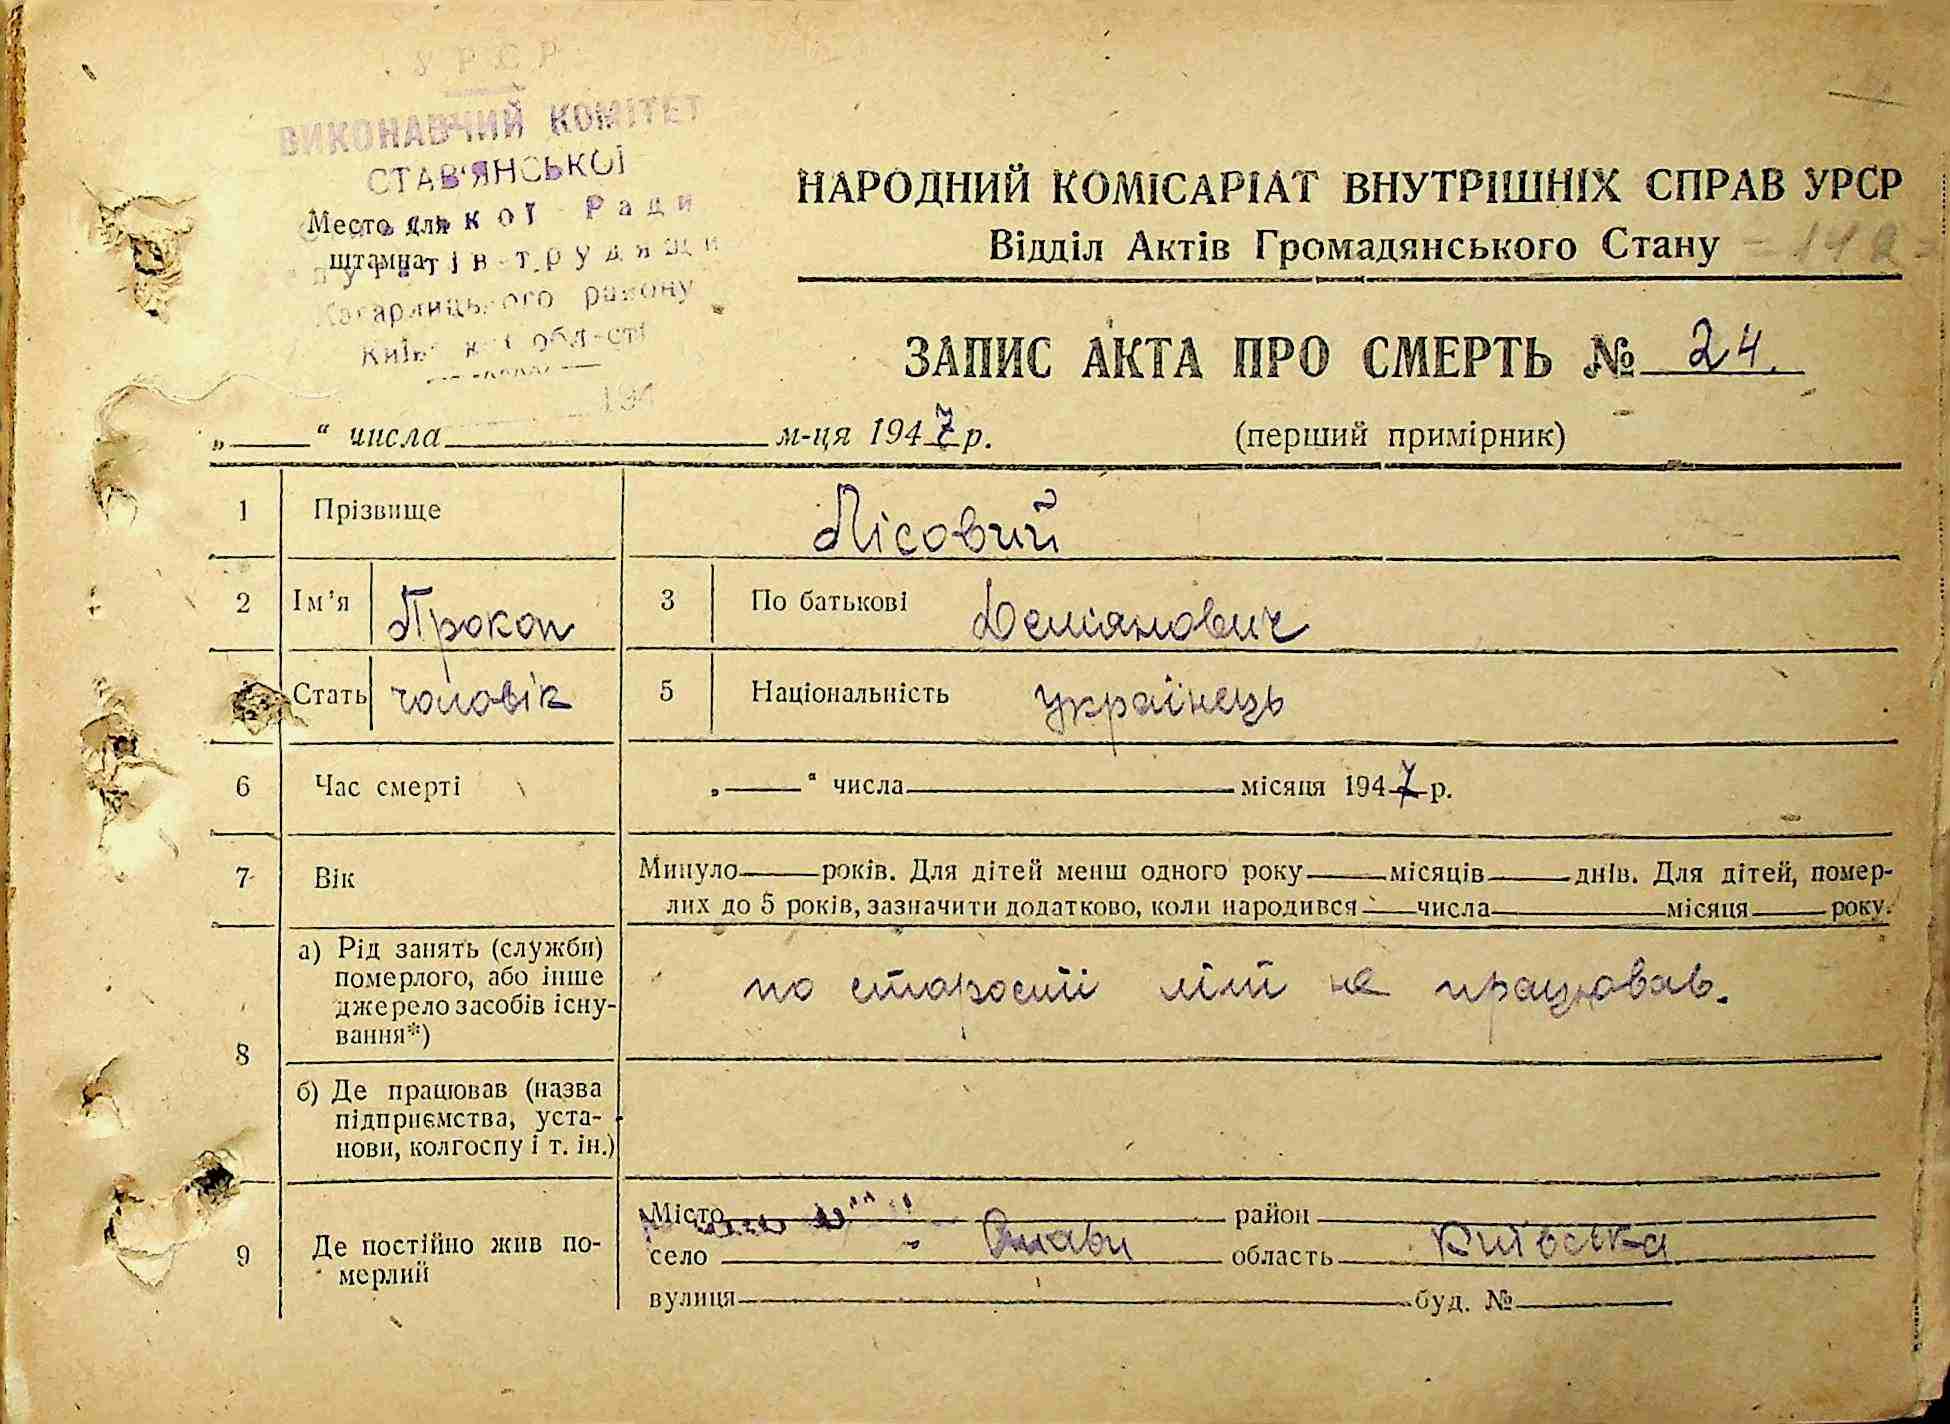 УРСР
ВИКОНАВЧИЙ КОМІТЕТ
СТАВ'ЯНСЬКОЇ
Ради
Место для
штампа
Кагарлицького району
області
194
НАРОДНИЙ КОМІСАРІАТ ВНУТРІШНІХ СПРАВ УРСР
Відділ Актів Громадянського Стану
ЗАПИС АКТА ПРО СМЕРТЬ № 24.
„ “ числа м-ця 1947 р.
(перший примірник)
1 Прізвище Лісовий
2 Ім'я Прокоп 3 По батькові Демянович
Стать чоловік 5 Національність українець
6 Час смерті „ “ числа місяця 1947 р.
7 Вік Минуло років. Для дітей менш одного року місяців днів. Для дітей, помер-
лих до 5 років, зазначити додатково, коли народився числа місяця року.
8 а) Рід занять (служби)
померлого, або інше
джерело засобів існу-
вання*)
по старості літ не працював.
б) Де працював (назва
підприємства, уста-
нови, колгоспу і т. ін.)
9 Де постійно жив по-
мерлий
Місто район
село Стави область Київська
вулиця буд. №